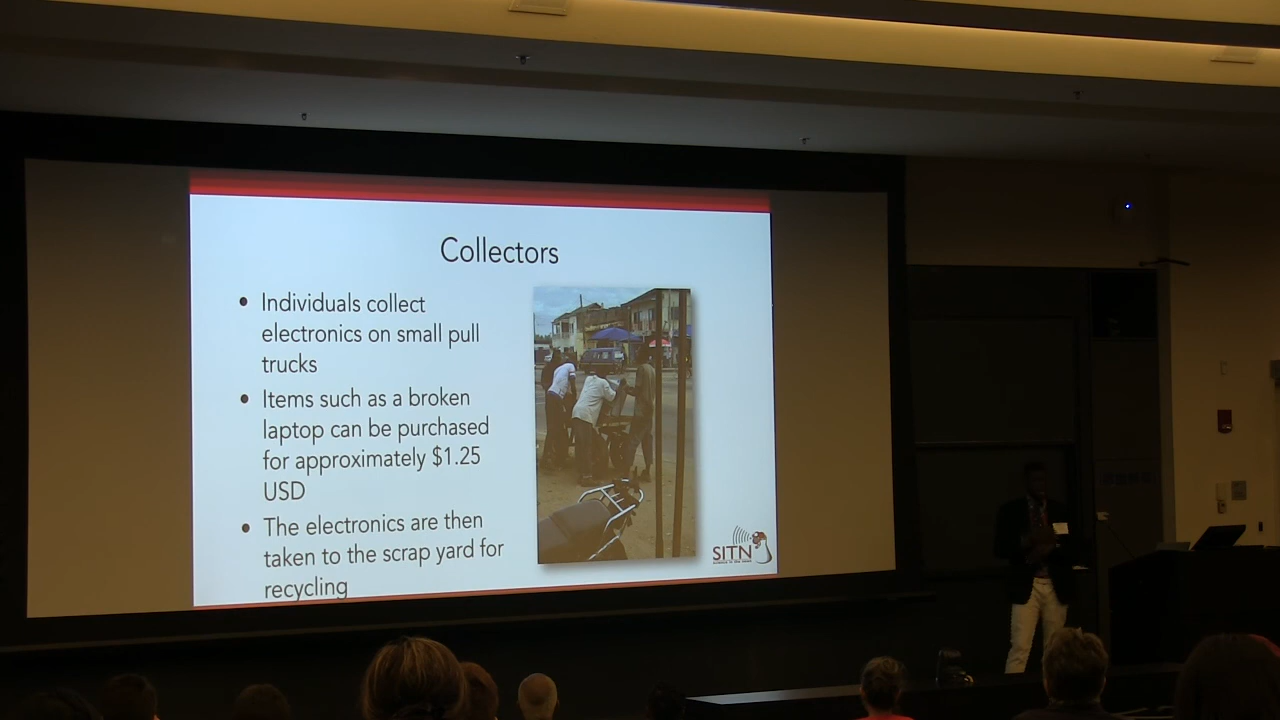 Collectors
• Individuals collect
electronics on small pull
trucks
• Items such as a broken
laptop can be purchased
for approximately $1.25
USD
• The electronics are then
taken to the scrap yard for
recycling
SITN